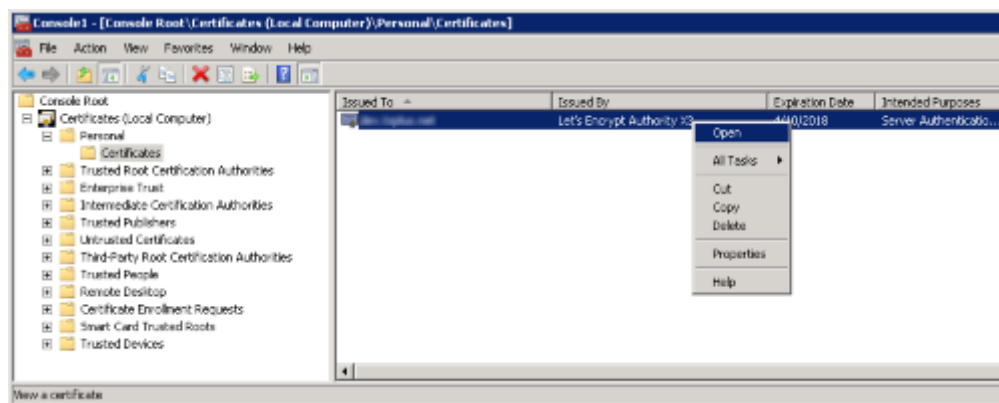 Console1 - [Console Root\Certificates (Local Computer)\Personal\Certificates]
File Action View Favorites Window Help
Console Root
Certificates (Local Computer)
Personal
Certificates
Trusted Root Certification Authorities
Enterprise Trust
Intermediate Certification Authorities
Trusted Publishers
Untrusted Certificates
Third-Party Root Certification Authorities
Trusted People
Remote Desktop
Certificate Enrollment Requests
Smart Card Trusted Roots
Trusted Devices
Issued To Issued By Expiration Date Intended Purposes
Let's Encrypt Authority X3 4/10/2018 Server Authenticatio...
Open
All Tasks
Cut
Copy
Delete
Properties
Help
View a certificate